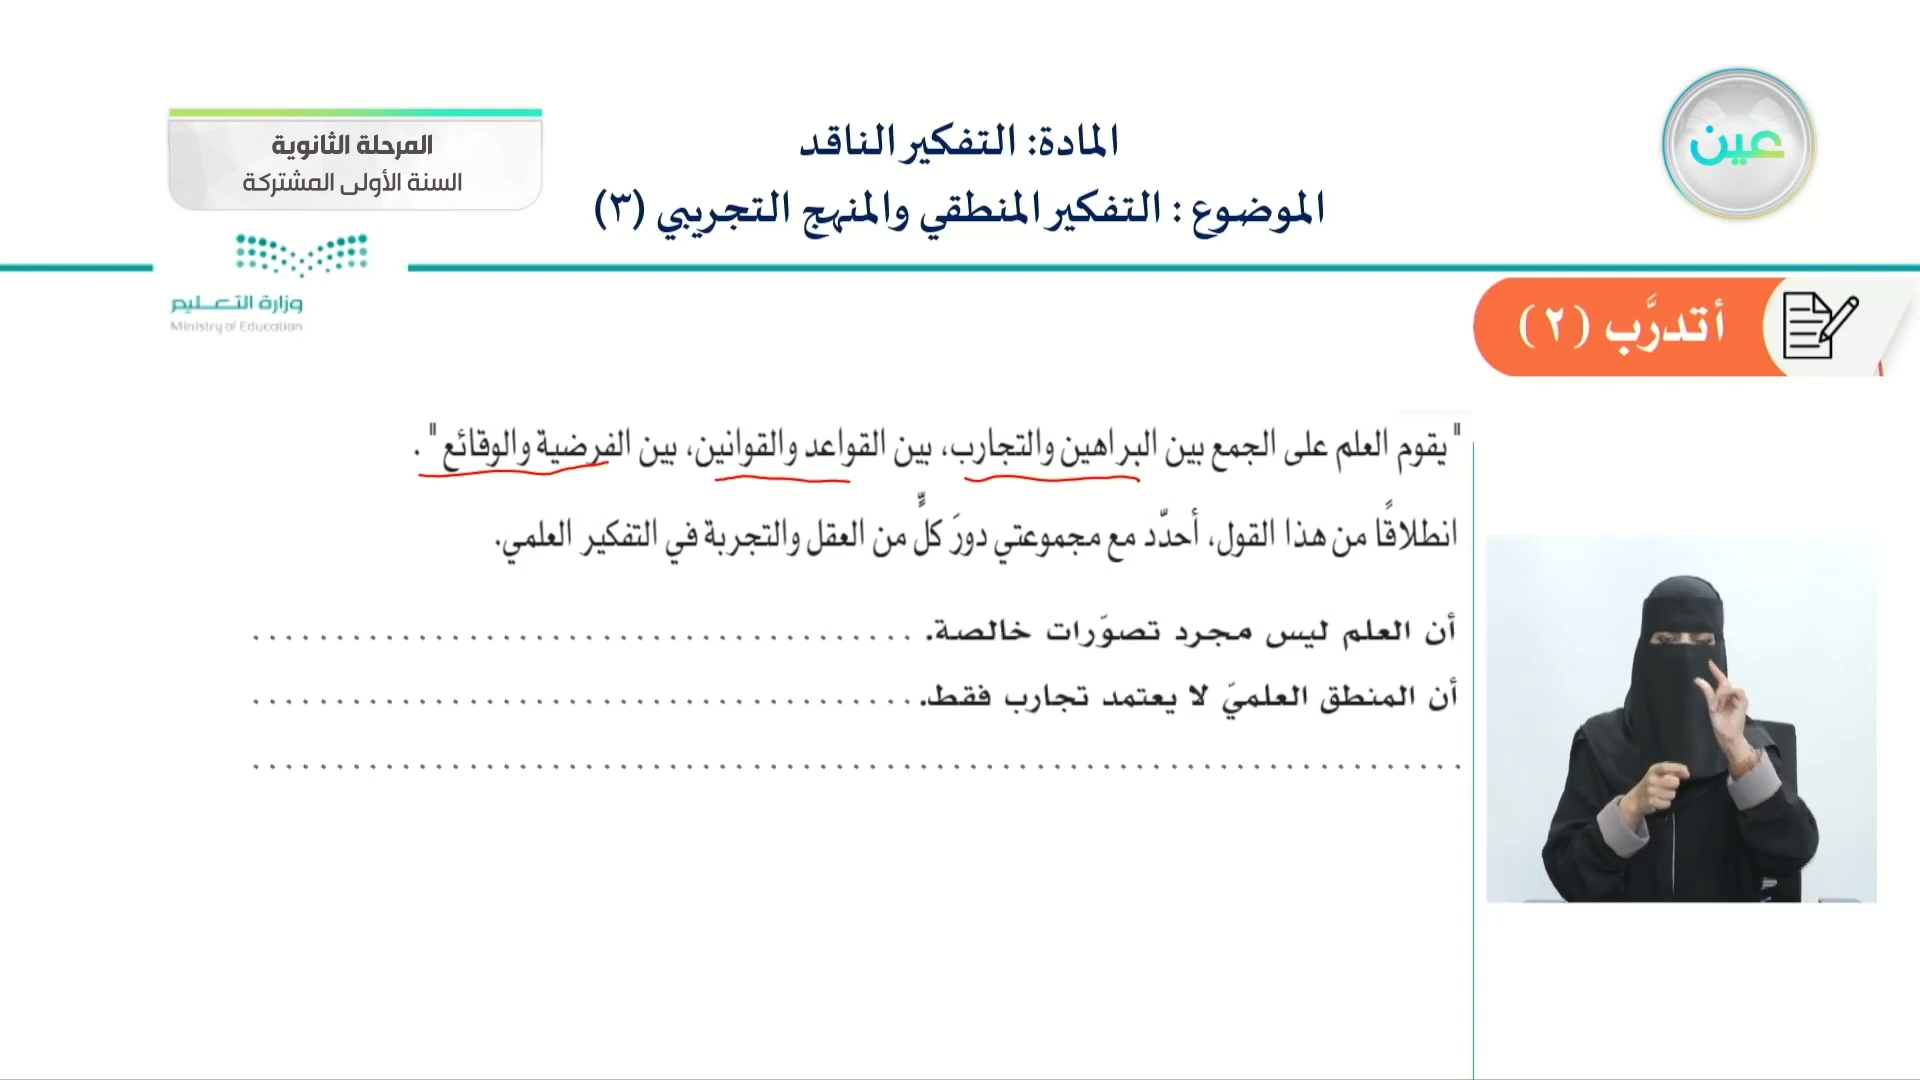 المادة: التفكير الناقد
الموضوع : التفكير المنطقي والمنهج التجريبي (٣)
عين
المرحلة الثانوية
السنة الأولى المشتركة
وزارة التعليم
Ministry of Education
أتدرَّب (٢)
" يقوم العلم على الجمع بين البراهين والتجارب، بين القواعد والقوانين، بين الفرضية والوقائع " .
انطلاقًا من هذا القول، أحدّد مع مجموعتي دورَ كلٍّ من العقل والتجربة في التفكير العلمي.
أن العلم ليس مجرد تصوّرات خالصة.
أن المنطق العلميّ لا يعتمد تجارب فقط.